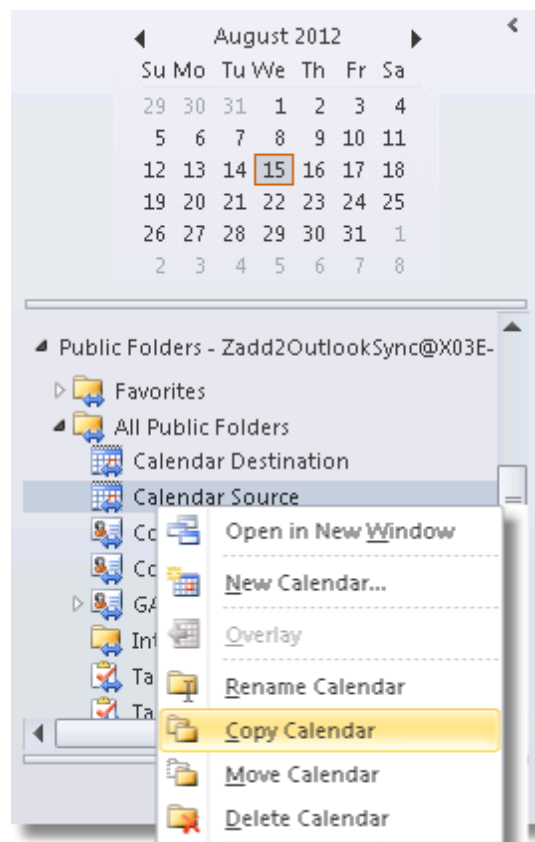 August 2012
Su Mo Tu We Th Fr Sa
29 30 31 1 2 3 4
5 6 7 8 9 10 11
12 13 14 15 16 17 18
19 20 21 22 23 24 25
26 27 28 29 30 31 1
2 3 4 5 6 7 8
Public Folders - Zadd2OutlookSync@X03E-
Favorites
All Public Folders
Calendar Destination
Calendar Source
Open in New Window
New Calendar...
Overlay
Rename Calendar
Copy Calendar
Move Calendar
Delete Calendar